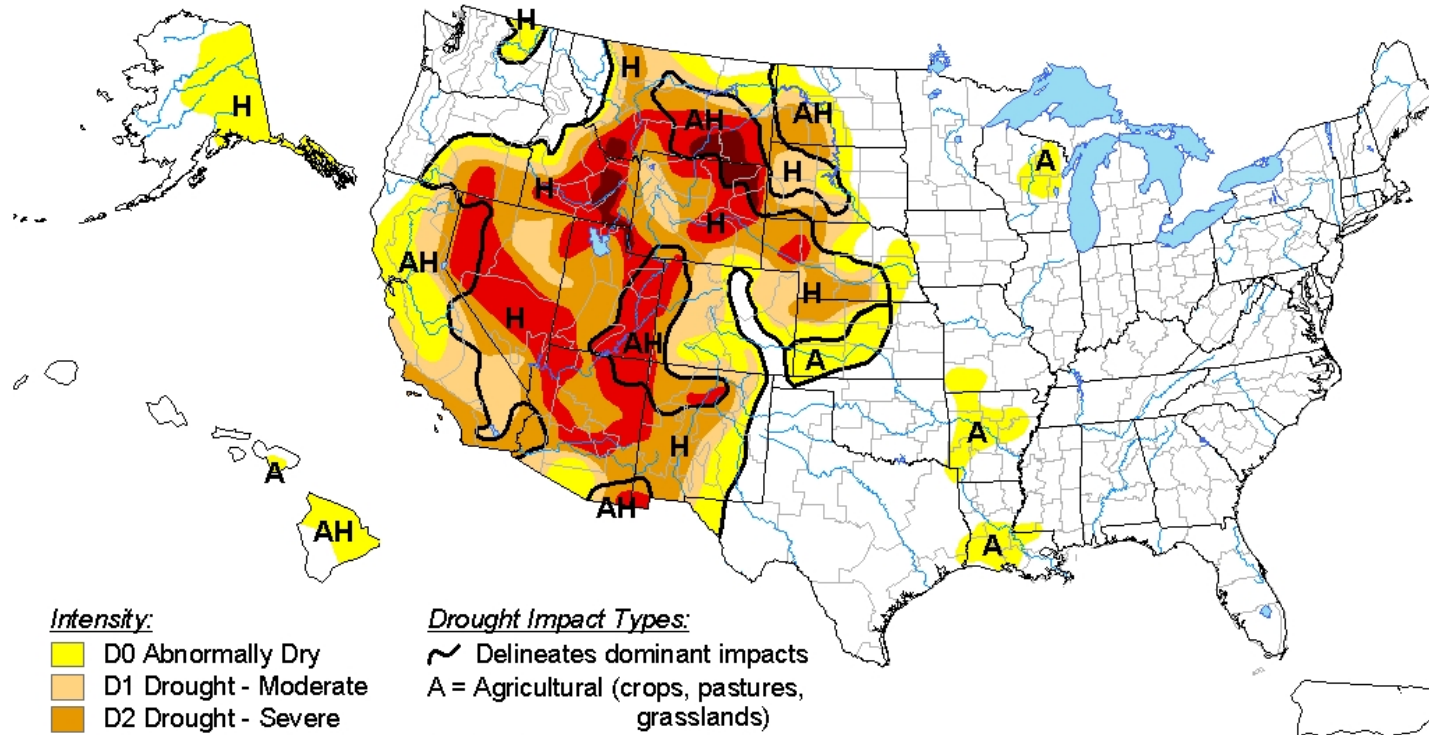 H
H
H
AH
AH
A
H
H
AH
H
H
H
AH
A
A
H
A
AH
AH
A
Intensity:
D0 Abnormally Dry
D1 Drought - Moderate
D2 Drought - Severe
Drought Impact Types:
Delineates dominant impacts
A = Agricultural (crops, pastures,
grasslands)